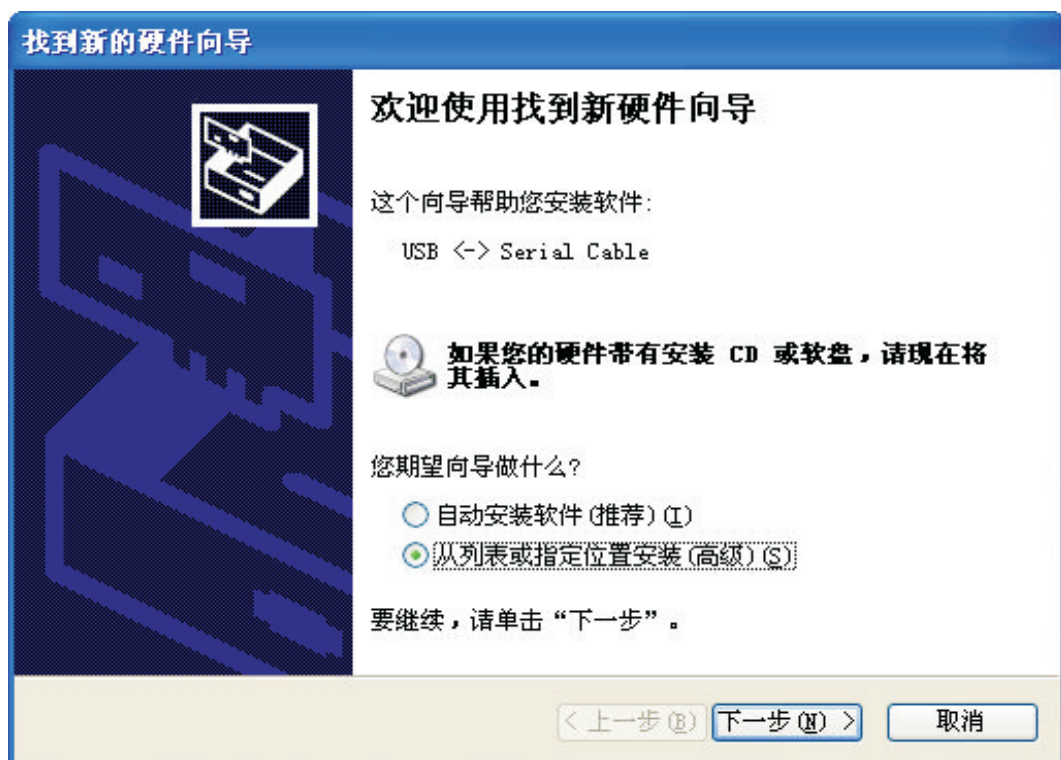 找到新的硬件向导
欢迎使用找到新硬件向导
这个向导帮助您安装软件:
USB <-> Serial Cable
如果您的硬件带有安装 CD 或软盘，请现在将
其插入。
您期望向导做什么?
自动安装软件(推荐)(I)
从列表或指定位置安装(高级)(S)
要继续，请单击“下一步”。
< 上一步(B) 下一步(N) > 取消